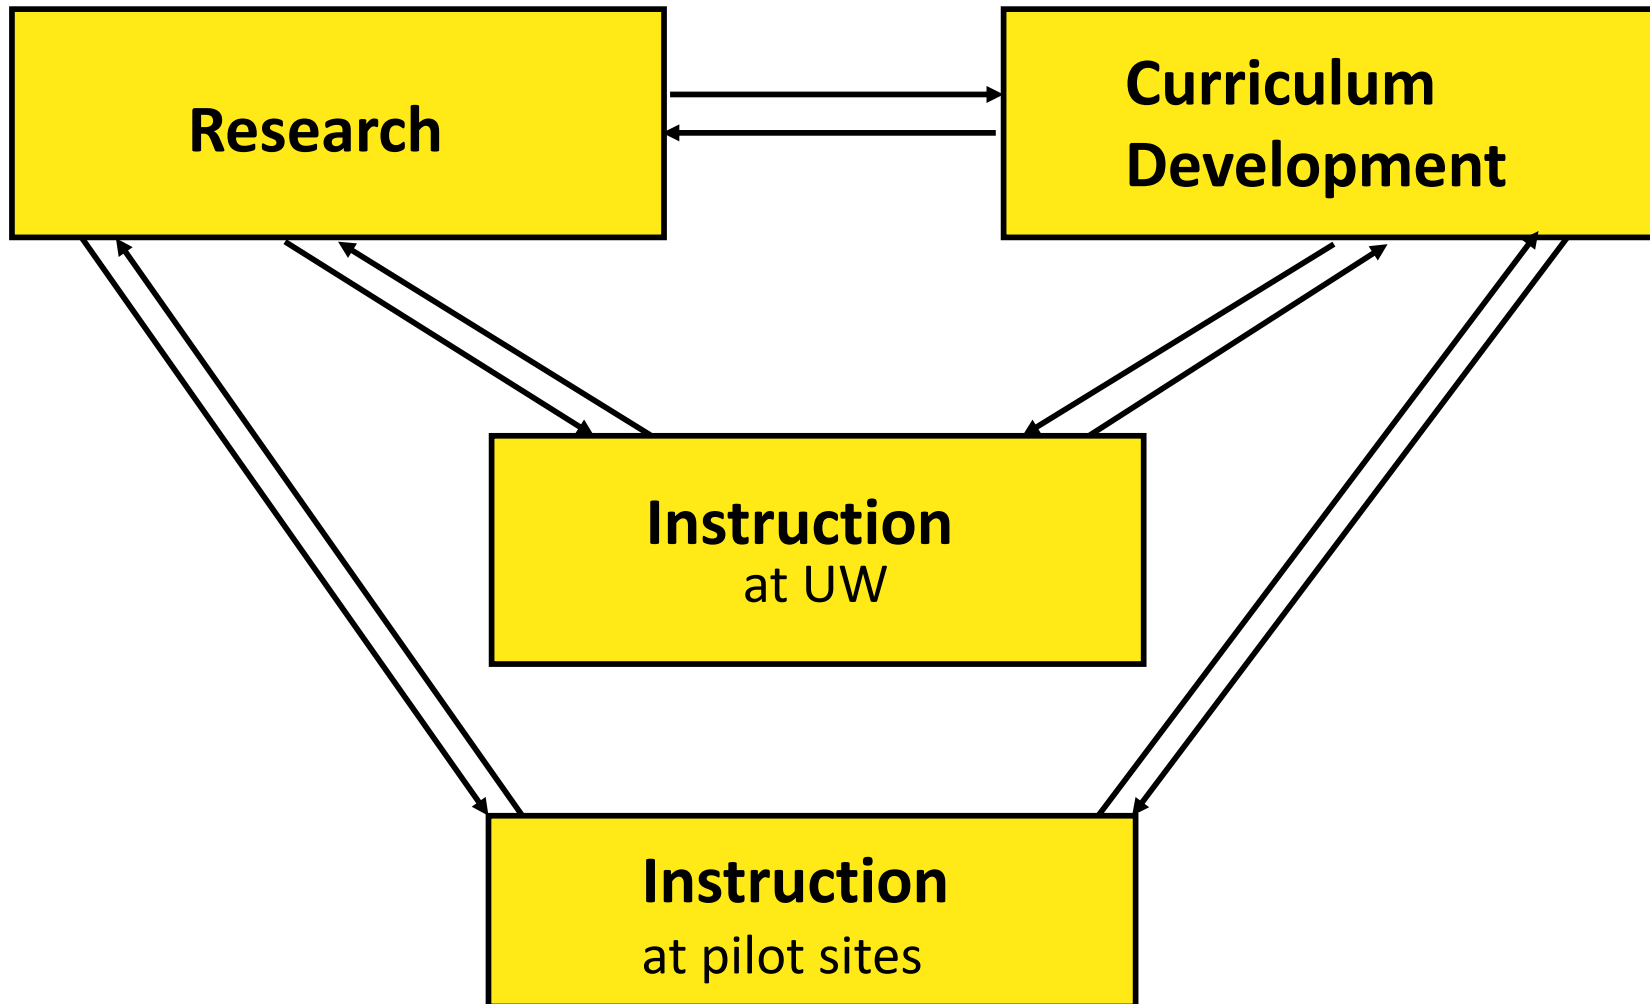 Research
Curriculum
Development
Instruction
at UW
Instruction
at pilot sites